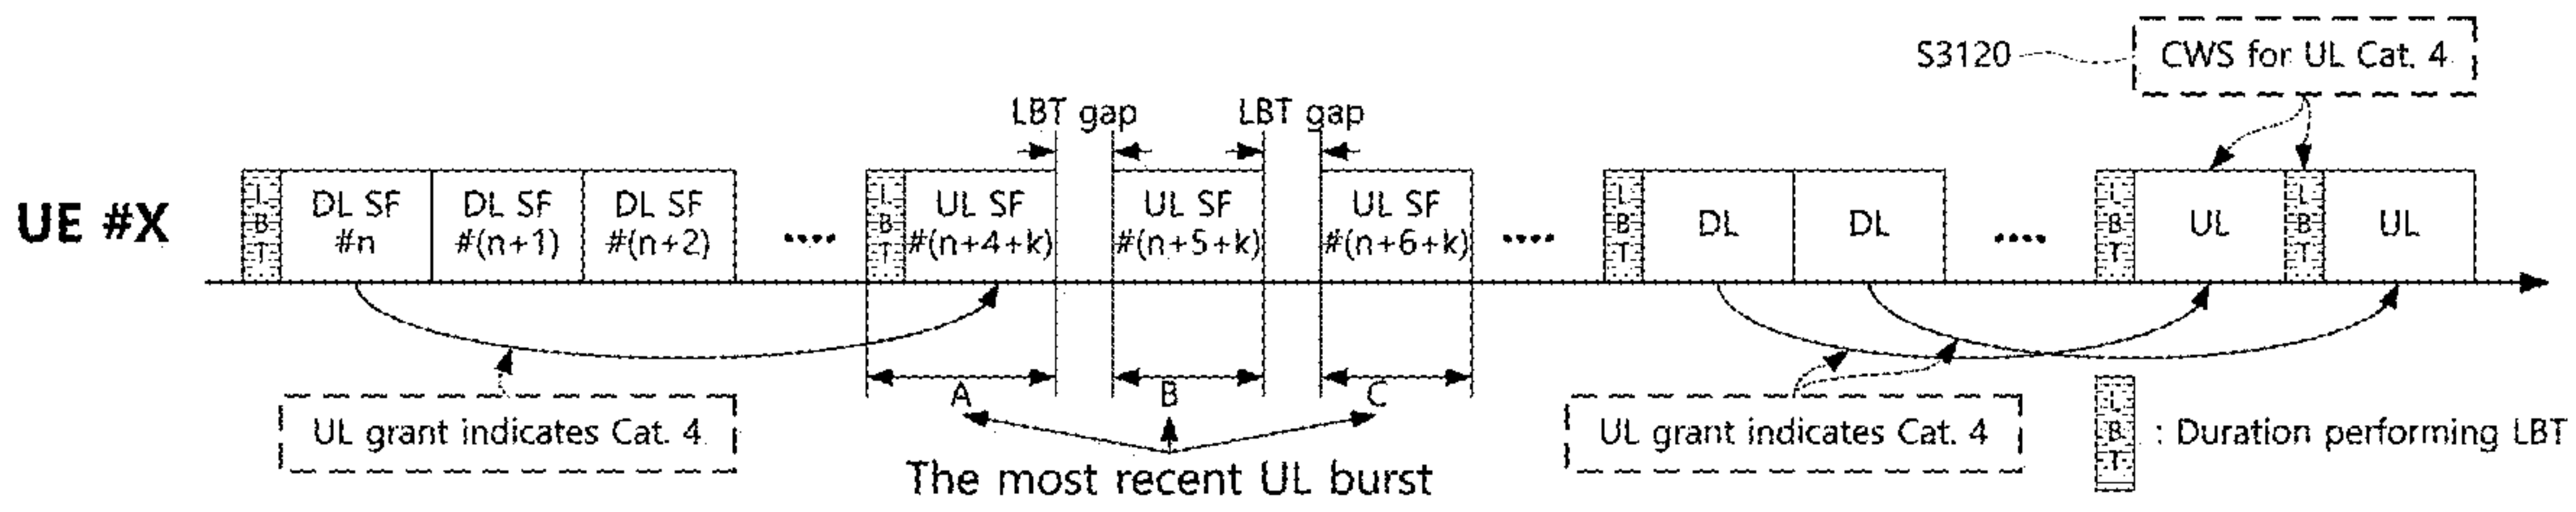 S3120
CWS for UL Cat. 4
LBT gap
LBT gap
UE #X
LBT
DL SF
#n
DL SF
#(n+1)
DL SF
#(n+2)
....
LBT
UL SF
#(n+4+k)
UL SF
#(n+5+k)
UL SF
#(n+6+k)
....
LBT
DL
DL
....
LBT
UL
LBT
UL
A
B
C
UL grant indicates Cat. 4
The most recent UL burst
UL grant indicates Cat. 4
LBT
: Duration performing LBT